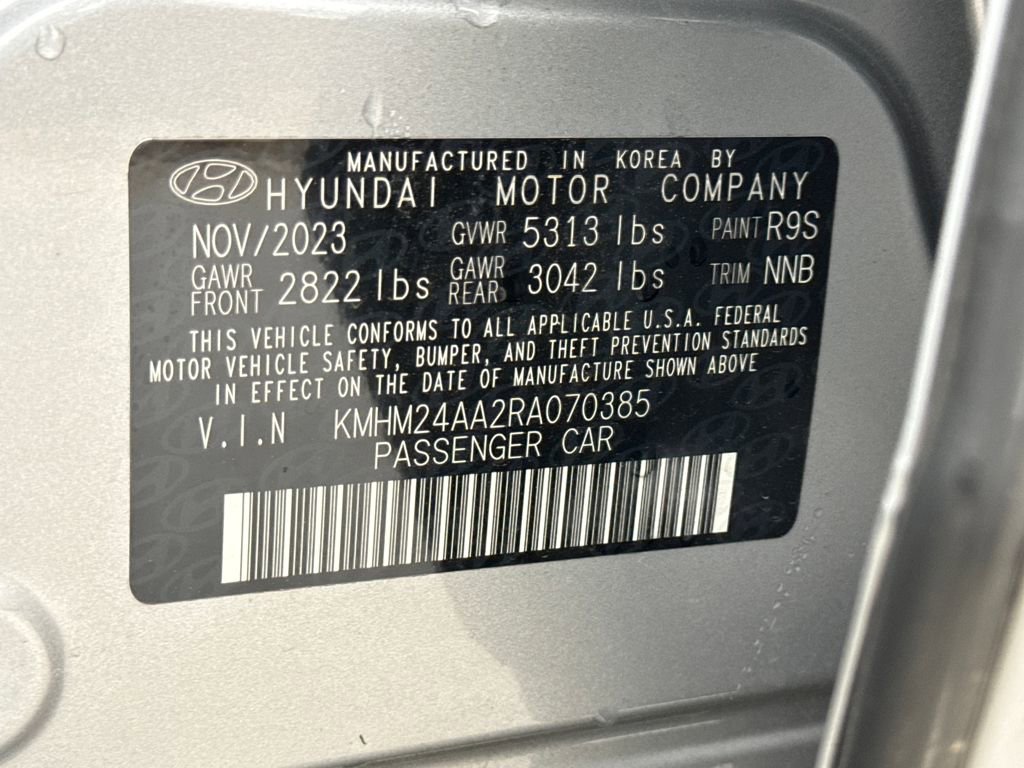 MANUFACTURED IN KOREA BY
HYUNDAI MOTOR COMPANY
NOV/2023 GVWR 5313 lbs PAINT R9S
GAWR FRONT 2822 lbs GAWR REAR 3042 lbs TRIM NNB
THIS VEHICLE CONFORMS TO ALL APPLICABLE U.S.A. FEDERAL
MOTOR VEHICLE SAFETY, BUMPER, AND THEFT PREVENTION STANDARDS
IN EFFECT ON THE DATE OF MANUFACTURE SHOWN ABOVE
V.I.N KMHM24AA2RA070385
PASSENGER CAR